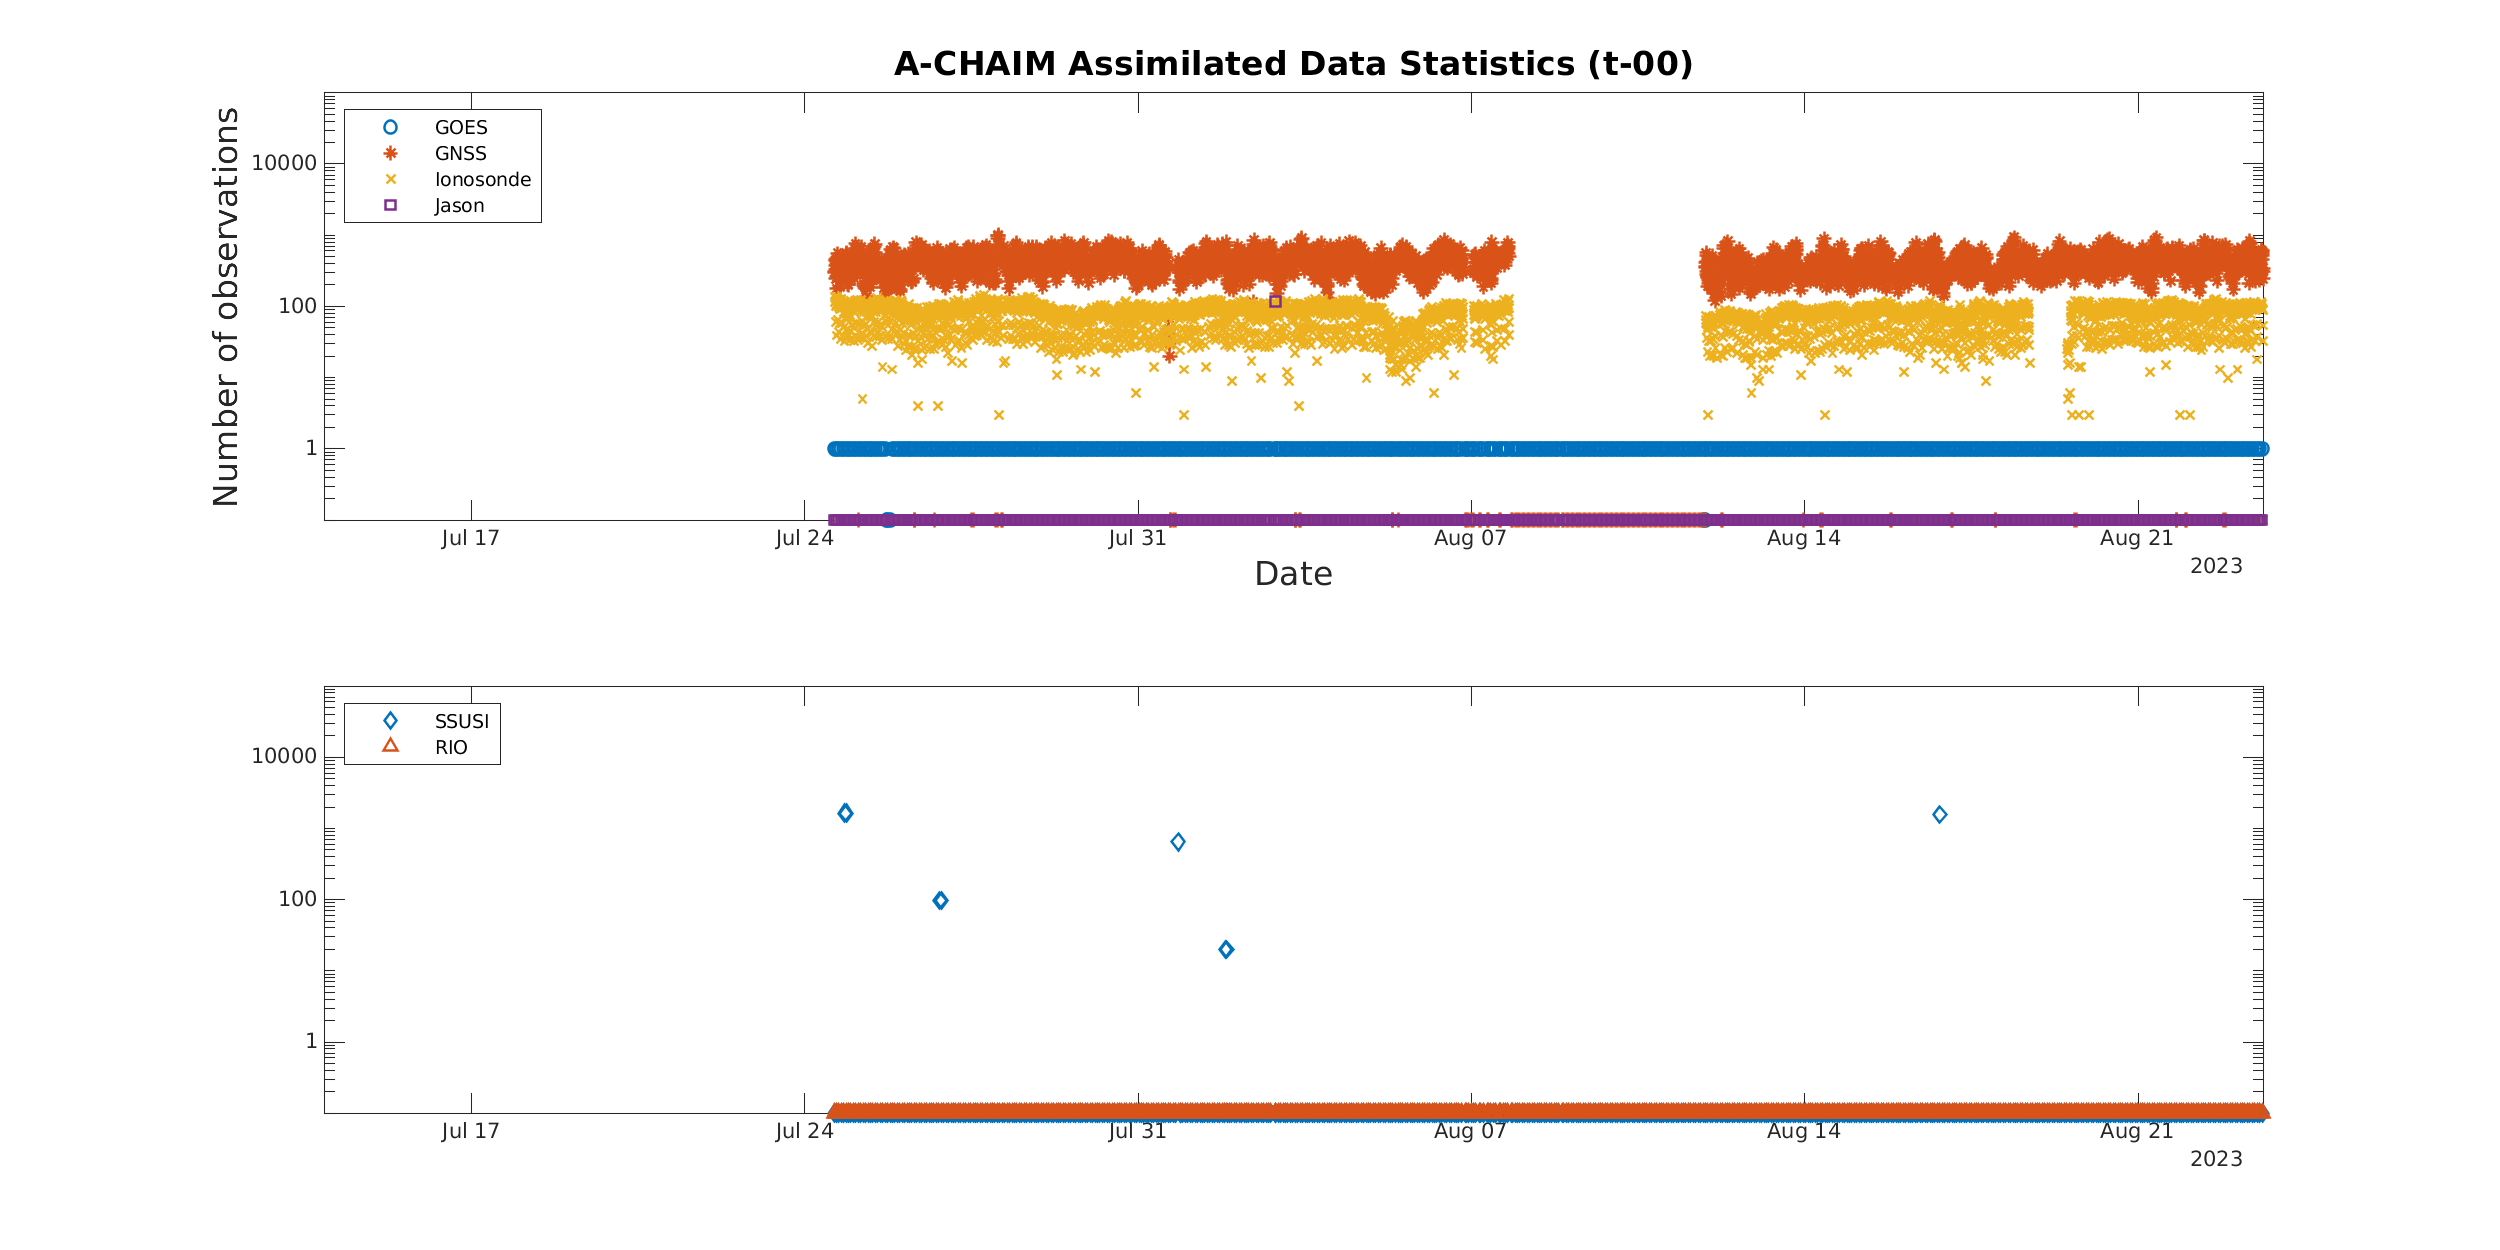 A-CHAIM Assimilated Data Statistics (t-00)
Number of observations
10000
100
1
GOES
GNSS
Ionosonde
Jason
Jul 17
Jul 24
Jul 31
Aug 07
Aug 14
Aug 21
2023
Date
10000
100
1
SSUSI
RIO
Jul 17
Jul 24
Jul 31
Aug 07
Aug 14
Aug 21
2023